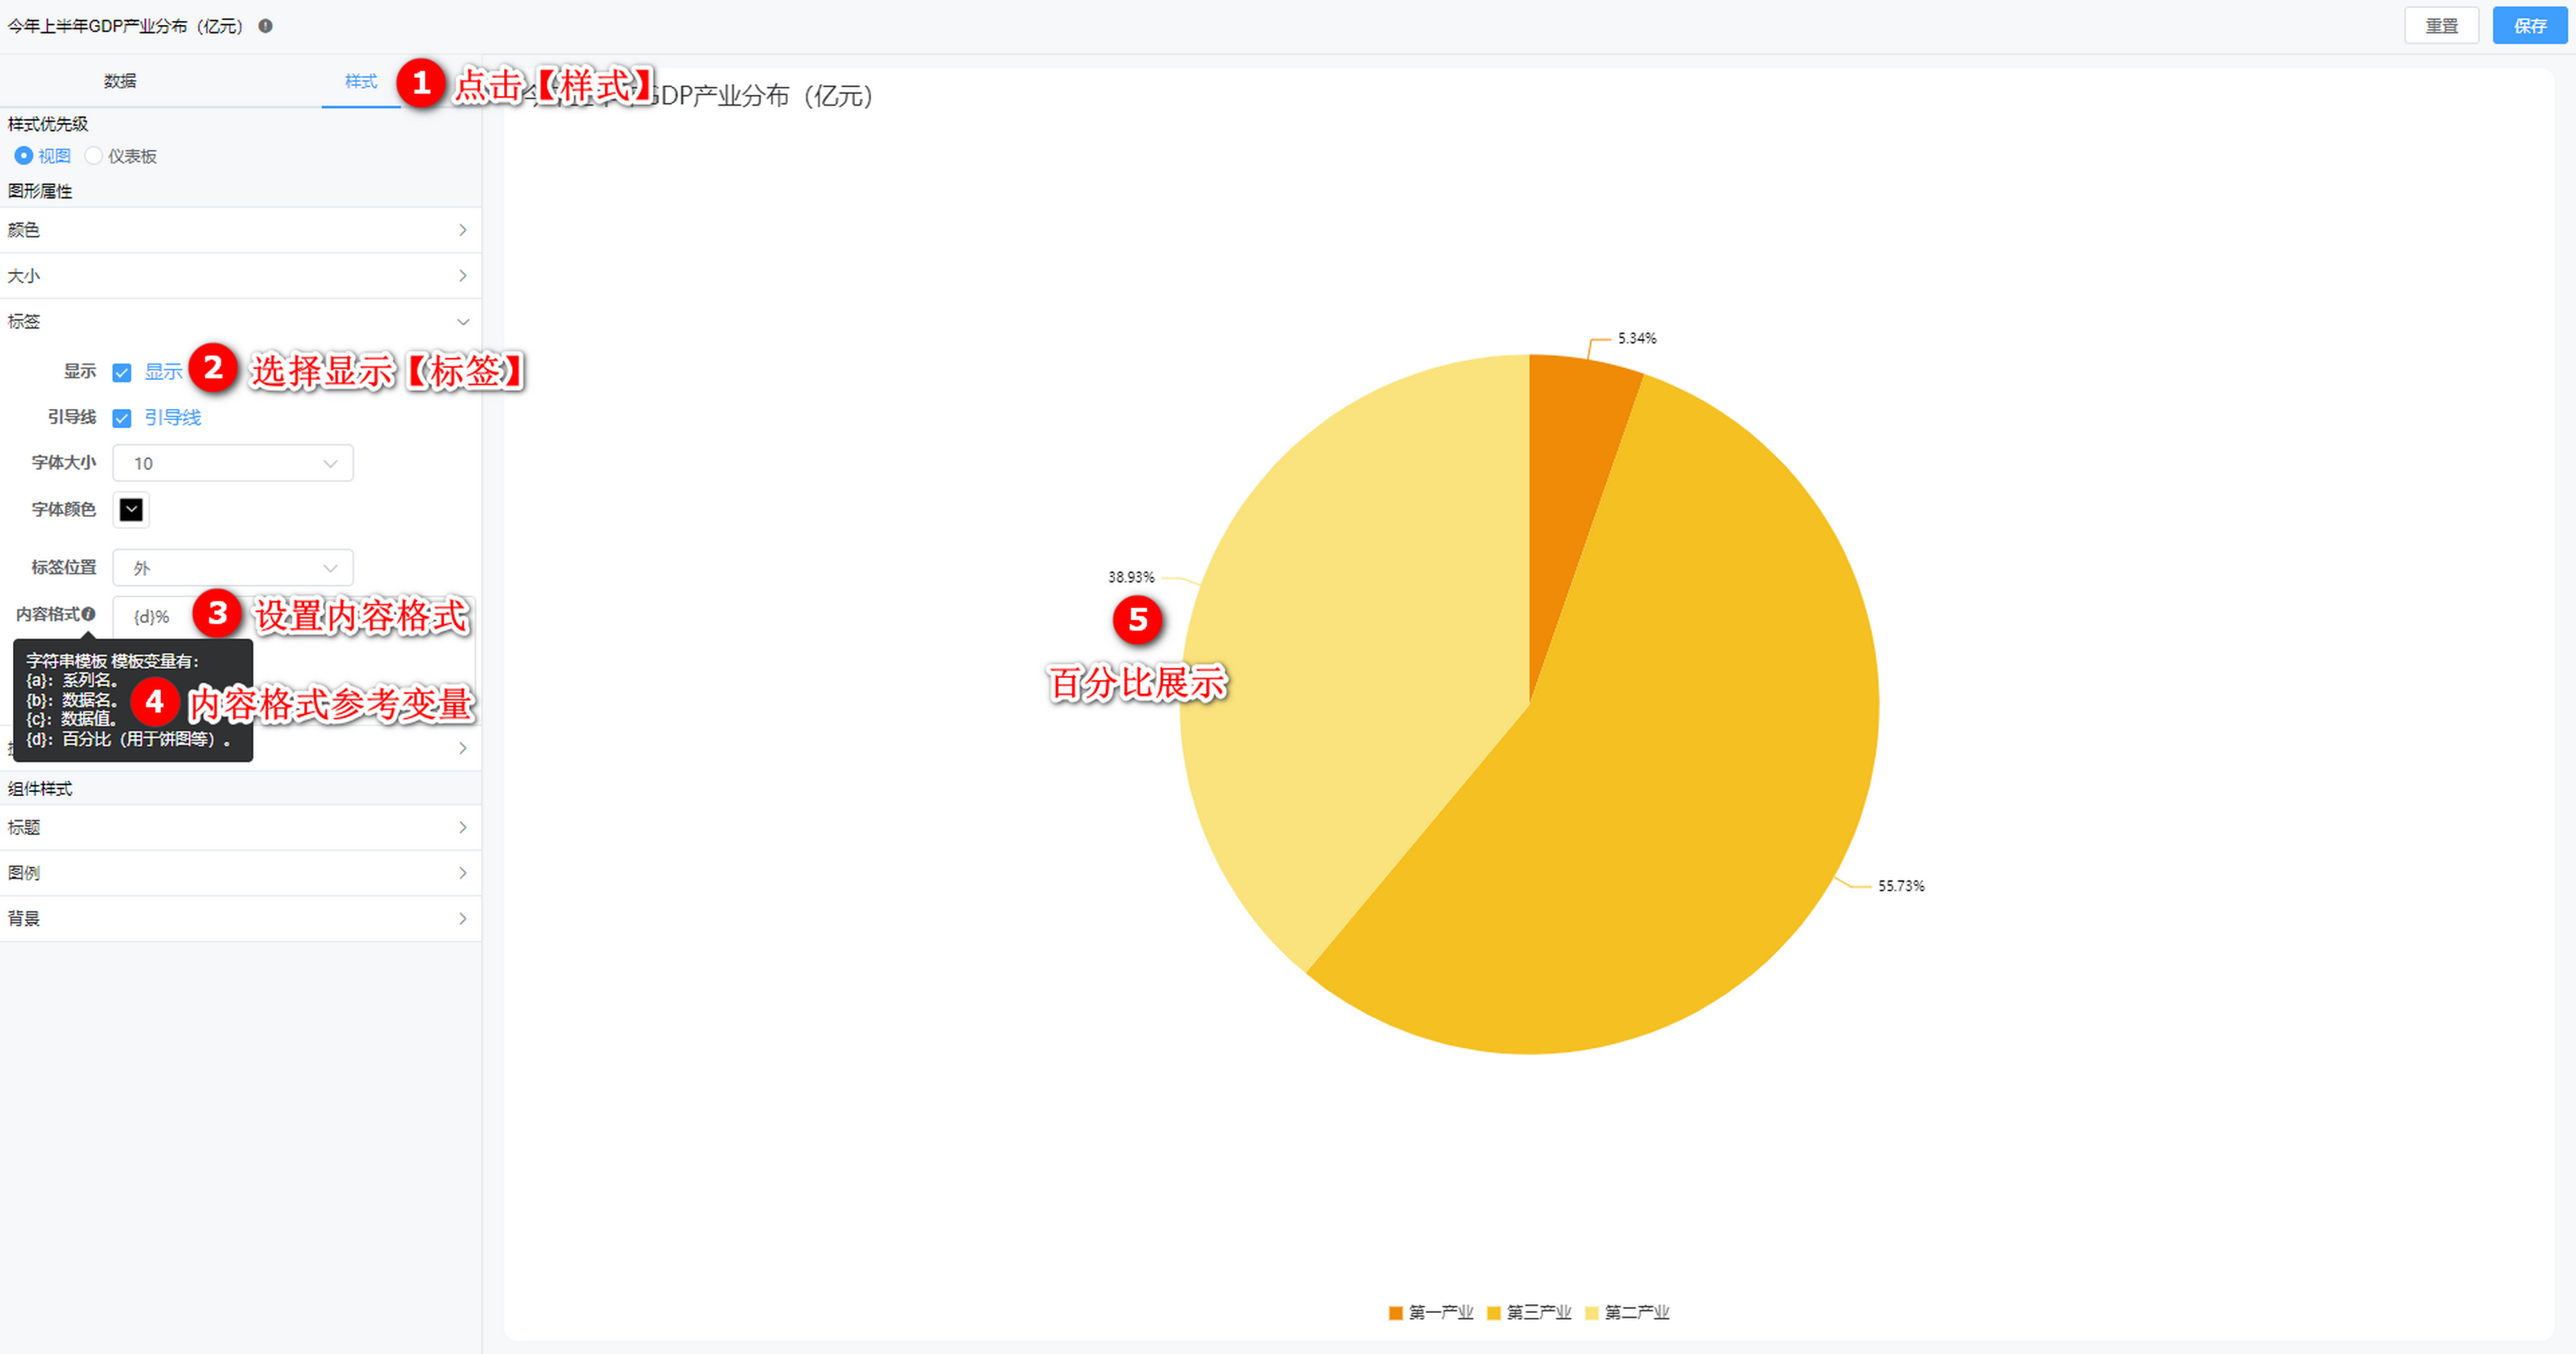 今年上半年GDP产业分布（亿元）
重置
保存
数据
样式
1 点击【样式】
GDP产业分布（亿元）
样式优先级
视图
仪表板
图形属性
颜色
大小
标签
显示
显示
2 选择显示【标签】
引导线
引导线
字体大小
10
字体颜色
标签位置
外
内容格式
{d}%
3 设置内容格式
字符串模板 模板变量有：
{a}：系列名。
{b}：数据名。
{c}：数据值。
{d}：百分比（用于饼图等）。
4 内容格式参考变量
组件样式
标题
图例
背景
5.34%
38.93%
5
百分比展示
55.73%
第一产业
第三产业
第二产业